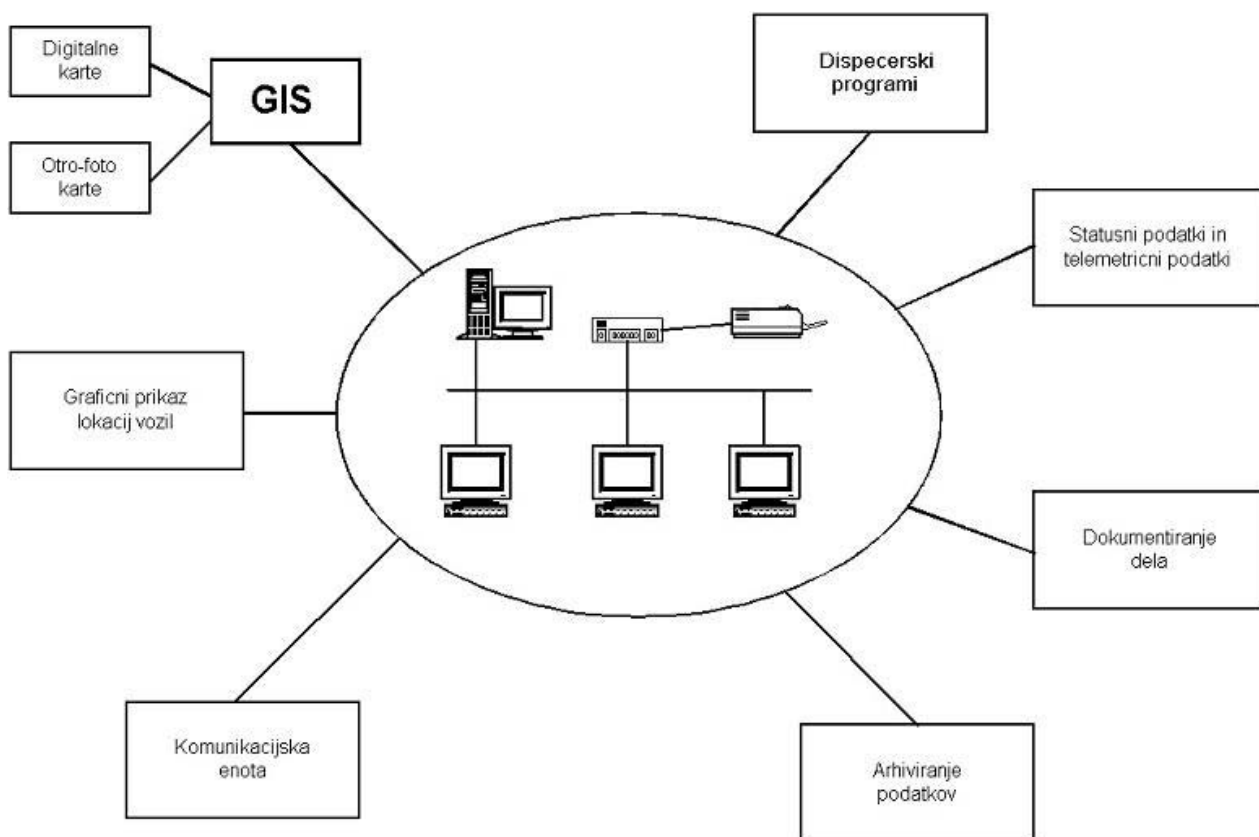 Digitalne
karte
GIS
Otro-foto
karte
Dispecerski
programi
Statusni podatki in
telemetricni podatki
Graficni prikaz
lokacij vozil
Dokumentiranje
dela
Komunikacijska
enota
Arhiviranje
podatkov